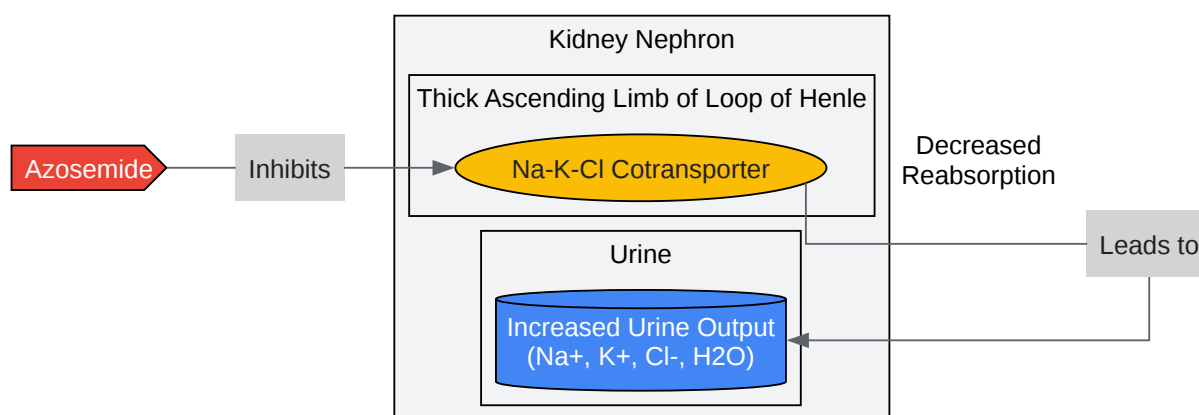 Kidney Nephron
Thick Ascending Limb of Loop of Henle
Azosemide
Inhibits
Na-K-Cl Cotransporter
Decreased
Reabsorption
Leads to
Urine
Increased Urine Output
(Na+, K+, Cl-, H2O)